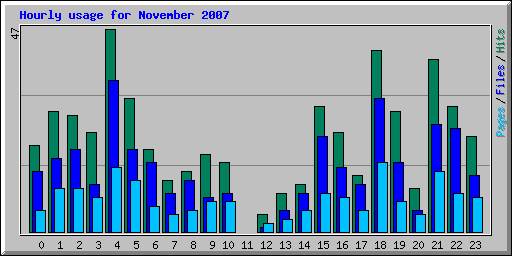 Hourly usage for November 2007
47
Pages / Files / Hits
0 1 2 3 4 5 6 7 8 9 10 11 12 13 14 15 16 17 18 19 20 21 22 23